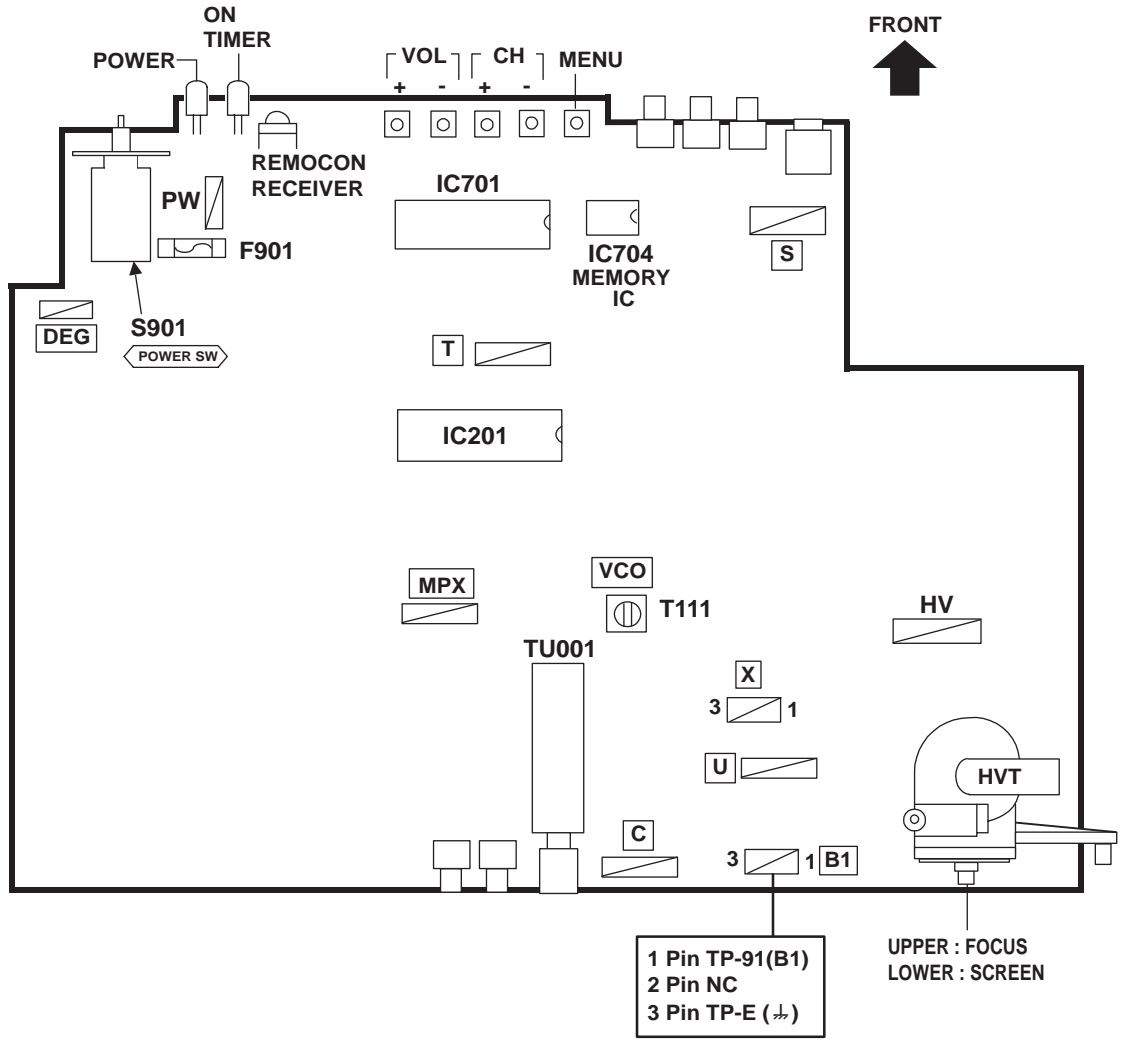 ON
TIMER
FRONT
POWER
VOL
CH
MENU
+ - + -
REMOCON
RECEIVER
PW
IC701
F901
IC704
MEMORY
IC
S
DEG
S901
POWER SW
T
IC201
MPX
VCO
T111
HV
TU001
X
3 1
U
HVT
C
3 1 B1
1 Pin TP-91(B1)
2 Pin NC
3 Pin TP-E ( )
UPPER : FOCUS
LOWER : SCREEN